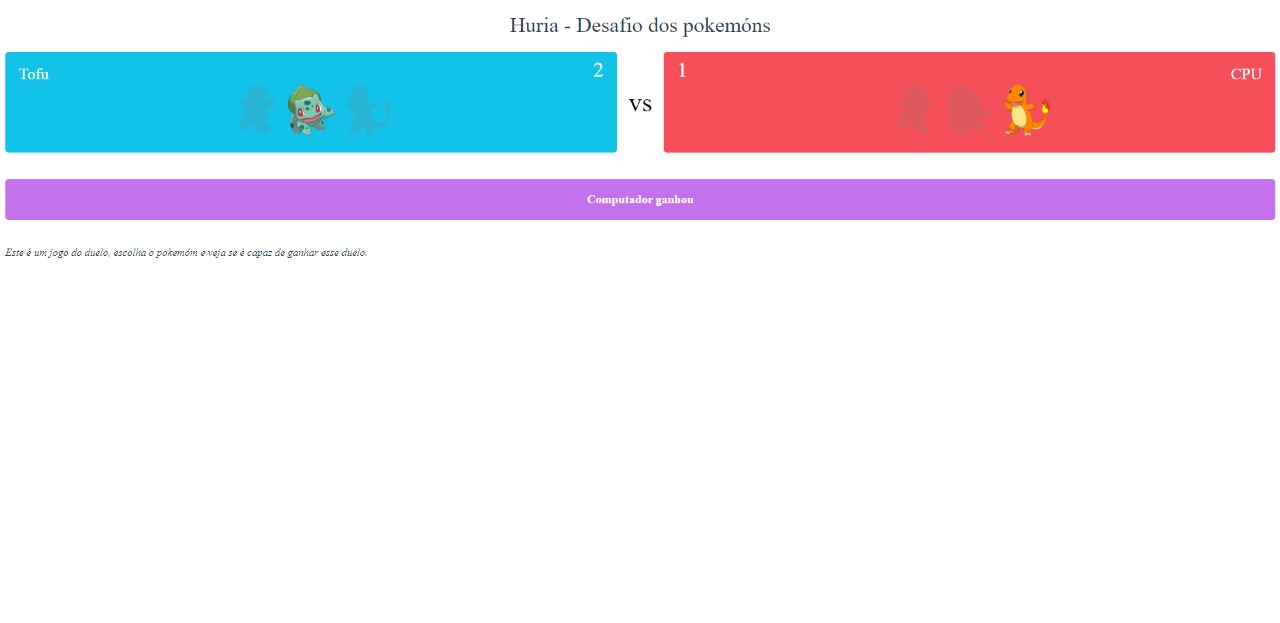 Huria - Desafio dos pokemóns
Tofu
2
VS
1
CPU
Computador ganhou
Este é um jogo do duelo, escolha o pokemóm e veja se é capaz de ganhar esse duelo.